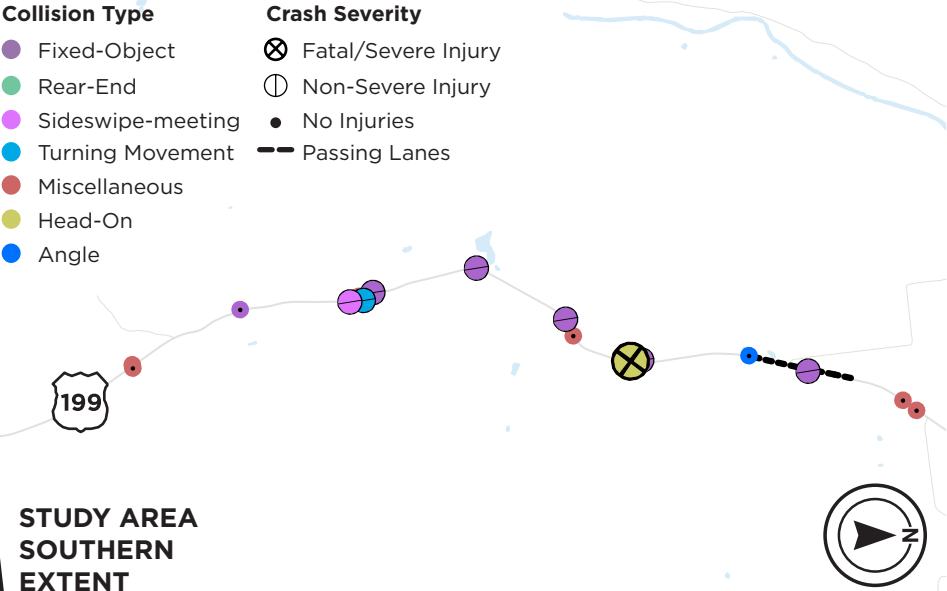 Collision Type
Fixed-Object
Rear-End
Sideswipe-meeting
Turning Movement
Miscellaneous
Head-On
Angle
Crash Severity
Fatal/Severe Injury
Non-Severe Injury
No Injuries
Passing Lanes
199
STUDY AREA
SOUTHERN
EXTENT
N